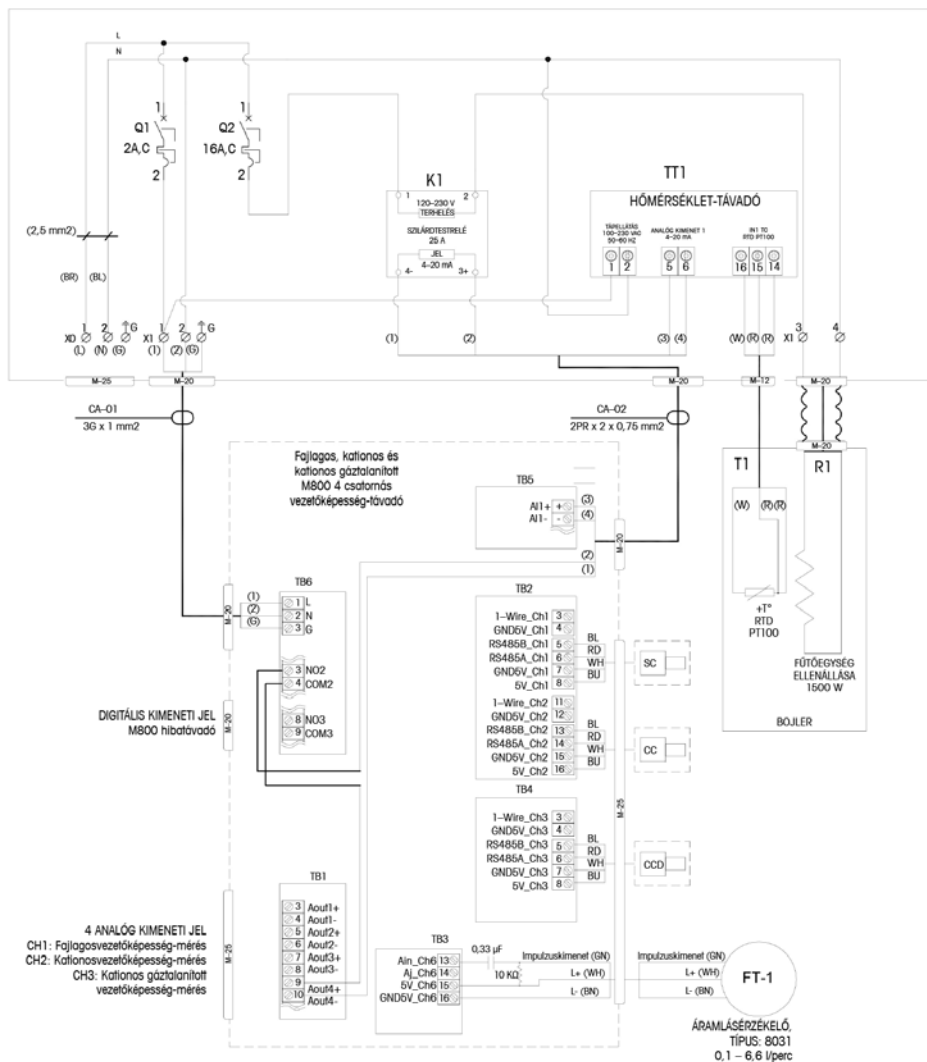 L
N
1
Q1
2A,C
2
1
Q2
16A,C
2
(2,5 mm2)
(BR)
(BL)
K1
1
2
120–230 V
TERHELÉS
SZILÁRDTESTRELÉ
25 A
JEL
4–20 mA
4-
3+
TT1
HŐMÉRSÉKLET-TÁVADÓ
TÁPELLÁTÁS
100–230 VAC
50–60 HZ
ANALÓG KIMENET 1
4–20 mA
IN1 TC
RTD PT100
1
2
5
6
16
15
14
X0
1
2
G
X1
1
2
G
(L)
(N)
(G)
(1)
(2)
(G)
(1)
(2)
(3)
(4)
(W)
(R)
(R)
X1
3
4
M-25
M-20
M-20
M-12
M-20
CA-01
3G x 1 mm2
CA-02
2PR x 2 x 0,75 mm2
M-20
Fajlagos, kationos és
kationos gáztalanított
M800 4 csatornás
vezetőképesség-távadó
TB5
AI1+ +
AI1- -
(3)
(4)
(2)
(1)
M-20
T1
R1
(W)
(R)(R)
+T°
RTD
PT100
FŰTŐEGYSÉG
ELLENÁLLÁSA
1500 W
BOJLER
TB6
(1)
(2)
(G)
1 L
2 N
3 G
3 NO2
4 COM2
8 NO3
9 COM3
M-20
M-20
DIGITÁLIS KIMENETI JEL
M800 hibatávadó
TB2
1-Wire_Ch1 3
GND5V_Ch1 4
RS485B_Ch1 5
RS485A_Ch1 6
GND5V_Ch1 7
5V_Ch1 8
BL
RD
WH
BU
SC
1-Wire_Ch2 11
GND5V_Ch2 12
RS485B_Ch2 13
RS485A_Ch2 14
GND5V_Ch2 15
5V_Ch2 16
BL
RD
WH
BU
CC
TB4
1-Wire_Ch3 3
GND5V_Ch3 4
RS485B_Ch3 5
RS485A_Ch3 6
GND5V_Ch3 7
5V_Ch3 8
BL
RD
WH
BU
CCD
M-25
TB1
3 Aout1+
4 Aout1-
5 Aout2+
6 Aout2-
7 Aout3+
8 Aout3-
9 Aout4+
10 Aout4-
M-25
4 ANALÓG KIMENETI JEL
CH1: Fajlagosvezetőképesség-mérés
CH2: Kationosvezetőképesség-mérés
CH3: Kationos gáztalanított
vezetőképesség-mérés
TB3
Ain_Ch6 13
Aj_Ch6 14
5V_Ch6 15
GND5V_Ch6 16
0,33 µF
10 KΩ
Impulzuskimenet (GN)
L+ (WH)
L- (BN)
Impulzuskimenet (GN)
L+ (WH)
L- (BN)
FT-1
ÁRAMLÁSÉRZÉKELŐ,
TÍPUS: 8031
0,1 – 6,6 l/perc